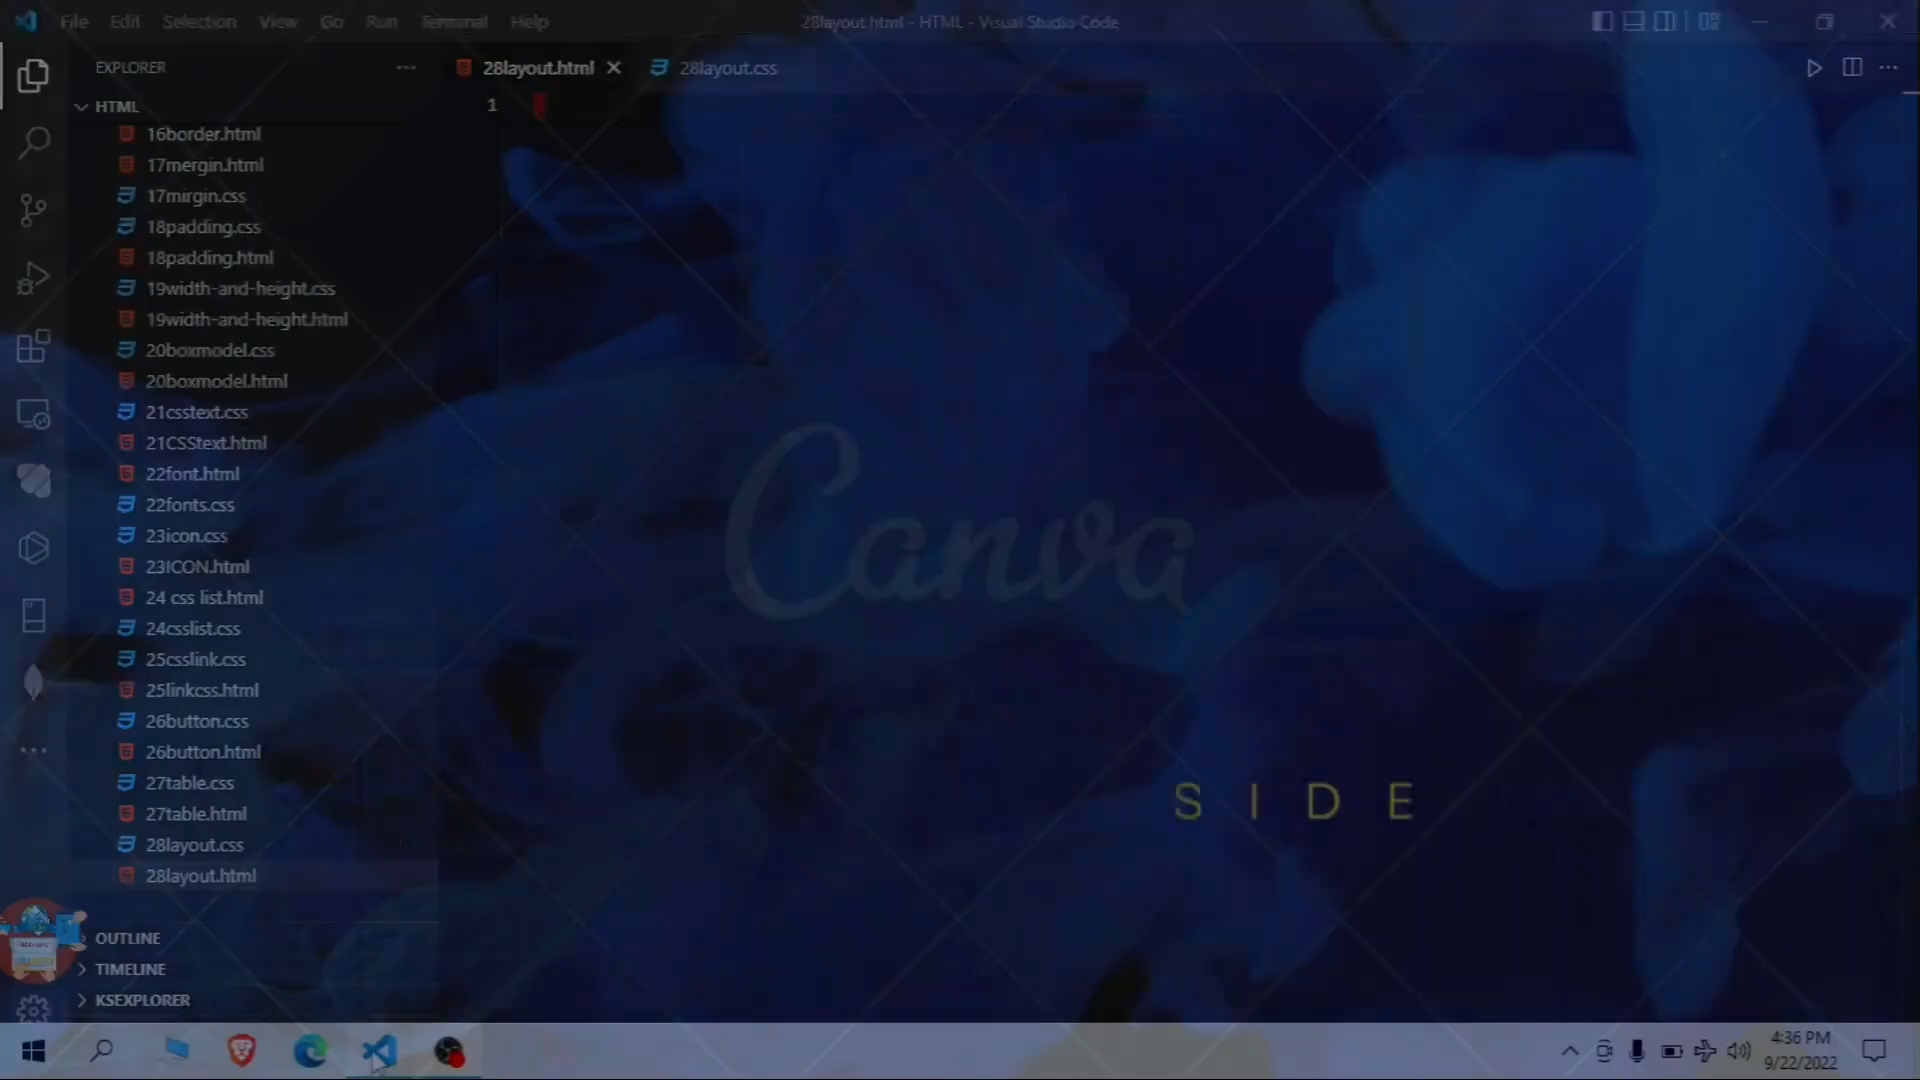 File Edit Selection View Go Run Terminal Help
28layout.html - HTML - Visual Studio Code
EXPLORER
28layout.html
28layout.css
HTML
1
16border.html
17mergin.html
17mirgin.css
18padding.css
18padding.html
19width-and-height.css
19width-and-height.html
20boxmodel.css
20boxmodel.html
21csstext.css
21CSStext.html
22font.html
22fonts.css
23icon.css
23ICON.html
24 css list.html
24csslist.css
25csslink.css
25linkcss.html
26button.css
26button.html
27table.css
27table.html
28layout.css
28layout.html
Canva
SIDE
OUTLINE
TIMELINE
KSEXPLORER
4:36 PM
9/22/2022